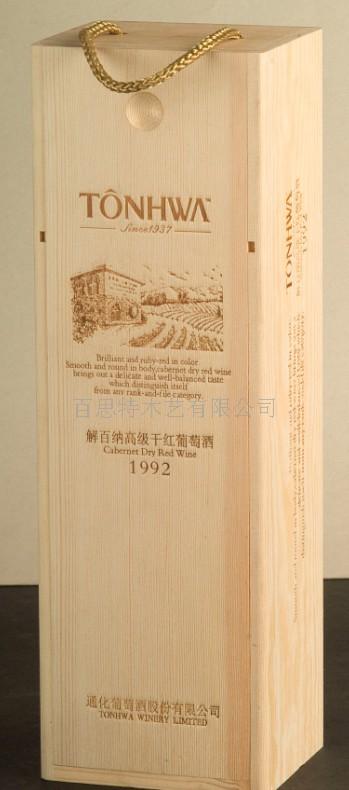 TÔNHWA
Since1937
Brilliant and ruby-red in color
Smooth and round in body,cabernet dry red wine
brings out a delicate and well-balanced taste
which distinguish itself
from any rank-and-file category.
百思特木艺有限公司
解百纳高级干红葡萄酒
Cabernet Dry Red Wine
1992
通化葡萄酒股份有限公司
TONHWA WINERY LIMITED
TONHWA
1992